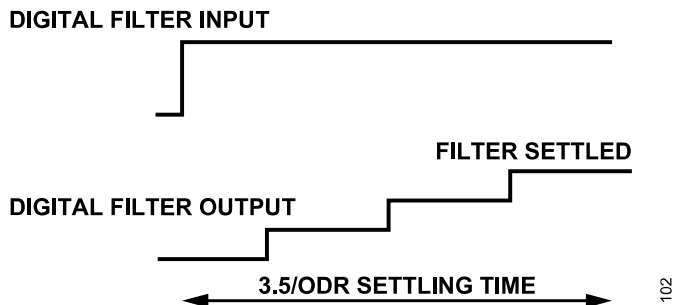 DIGITAL FILTER INPUT
FILTER SETTLED
DIGITAL FILTER OUTPUT
3.5/ODR SETTLING TIME
102